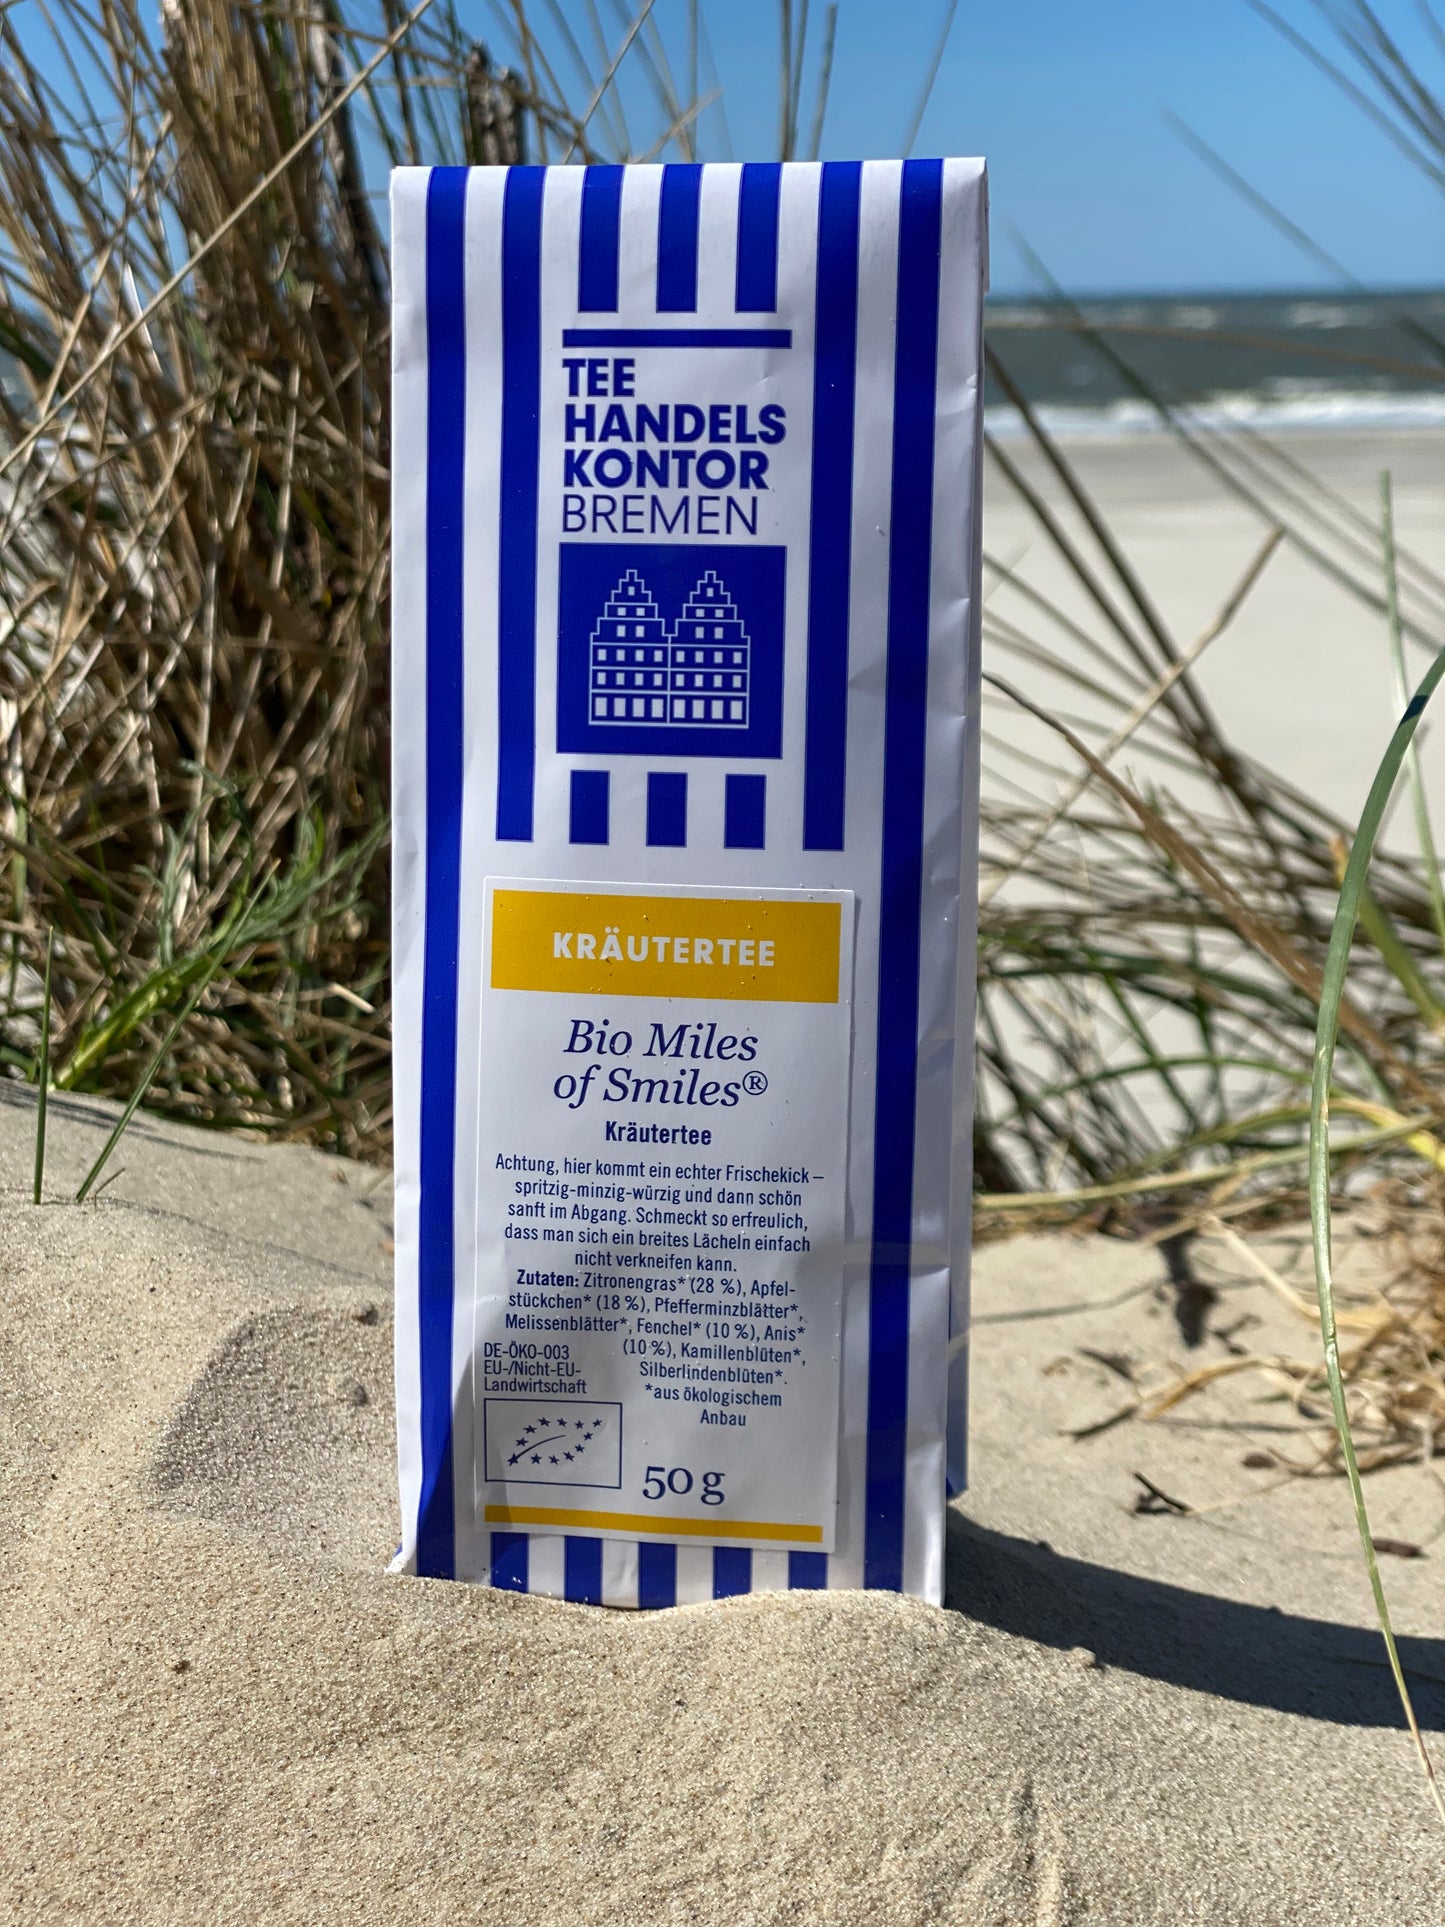 TEE
HANDELS
KONTOR
BREMEN
KRÄUTERTEE
Bio Miles
of Smiles®
Kräutertee
Achtung, hier kommt ein echter Frischekick –
spritzig-minzig-würzig und dann schön
sanft im Abgang. Schmeckt so erfreulich,
dass man sich ein breites Lächeln einfach
nicht verkneifen kann.
Zutaten: Zitronengras* (28 %), Apfel-
stückchen* (18 %), Pfefferminzblätter*,
Melissenblätter*, Fenchel* (10 %), Anis*
(10 %), Kamillenblüten*,
Silberlindenblüten*.
*aus ökologischem
Anbau
DE-ÖKO-003
EU-/Nicht-EU-
Landwirtschaft
50 g